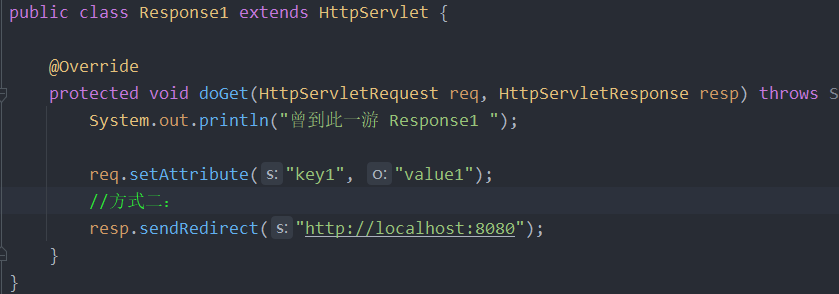 public class Response1 extends HttpServlet {
@Override
protected void doGet(HttpServletRequest req, HttpServletResponse resp) throws S
System.out.println("曾到此一游 Response1 ");
req.setAttribute( s: "key1", o: "value1");
//方式二：
resp.sendRedirect( s: "http://localhost:8080");
}
}